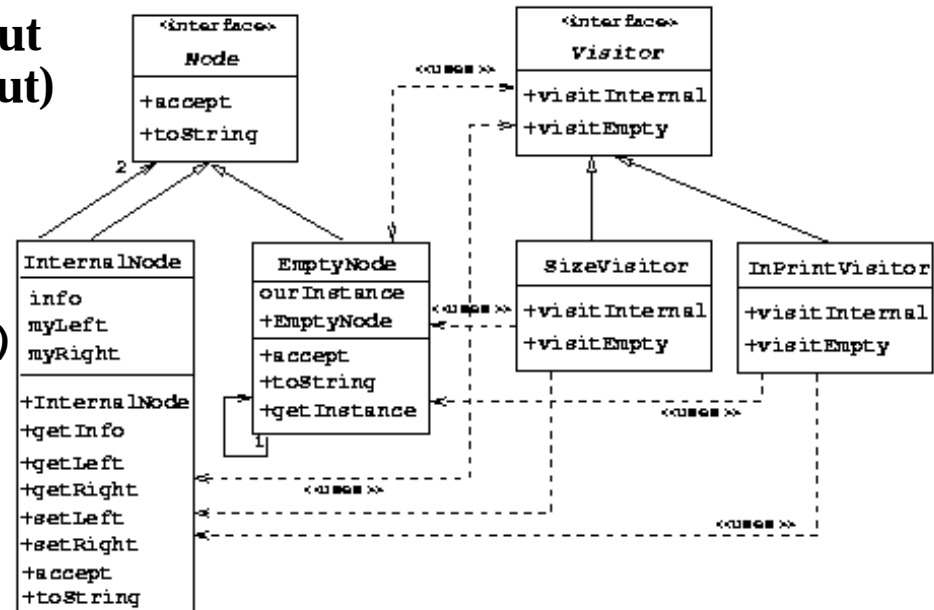 ut
ut)
)
<<interface>>
Node
+accept
+toString
<<interface>>
Visitor
+visitInternal
+visitEmpty
<<uses>>
<<uses>>
2
InternalNode
info
myLeft
myRight
+InternalNode
+getInfo
+getLeft
+getRight
+setLeft
+setRight
+accept
+toString
EmptyNode
ourInstance
+EmptyNode
+accept
+toString
+getInstance
1
<<uses>>
SizeVisitor
+visitInternal
+visitEmpty
InPrintVisitor
+visitInternal
+visitEmpty
<<uses>>
<<uses>>
<<uses>>